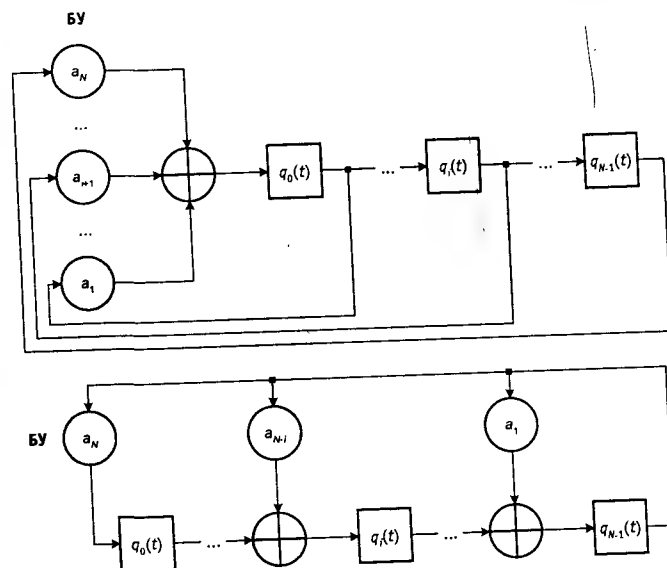 БУ
a_N
...
a_{i+1}
...
a_1
q_0(t)
...
q_i(t)
...
q_{N-1}(t)
БУ
a_N
a_{N-i}
a_1
q_0(t)
...
q_i(t)
...
q_{N-1}(t)